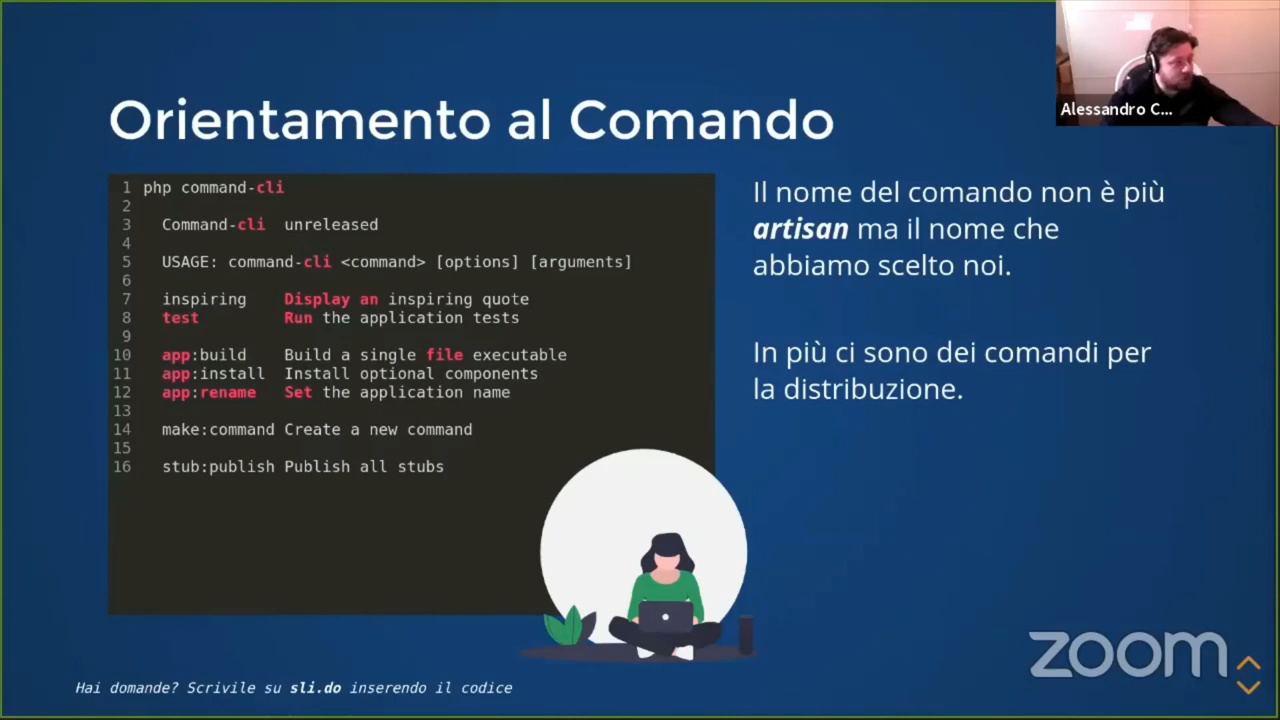 Orientamento al Comando
Alessandro C...
1 php command-cli
2
3 Command-cli unreleased
4
5 USAGE: command-cli <command> [options] [arguments]
6
7 inspiring Display an inspiring quote
8 test Run the application tests
9
10 app:build Build a single file executable
11 app:install Install optional components
12 app:rename Set the application name
13
14 make:command Create a new command
15
16 stub:publish Publish all stubs
Il nome del comando non è più
artisan ma il nome che
abbiamo scelto noi.
In più ci sono dei comandi per
la distribuzione.
zoom
Hai domande? Scrivile su sli.do inserendo il codice